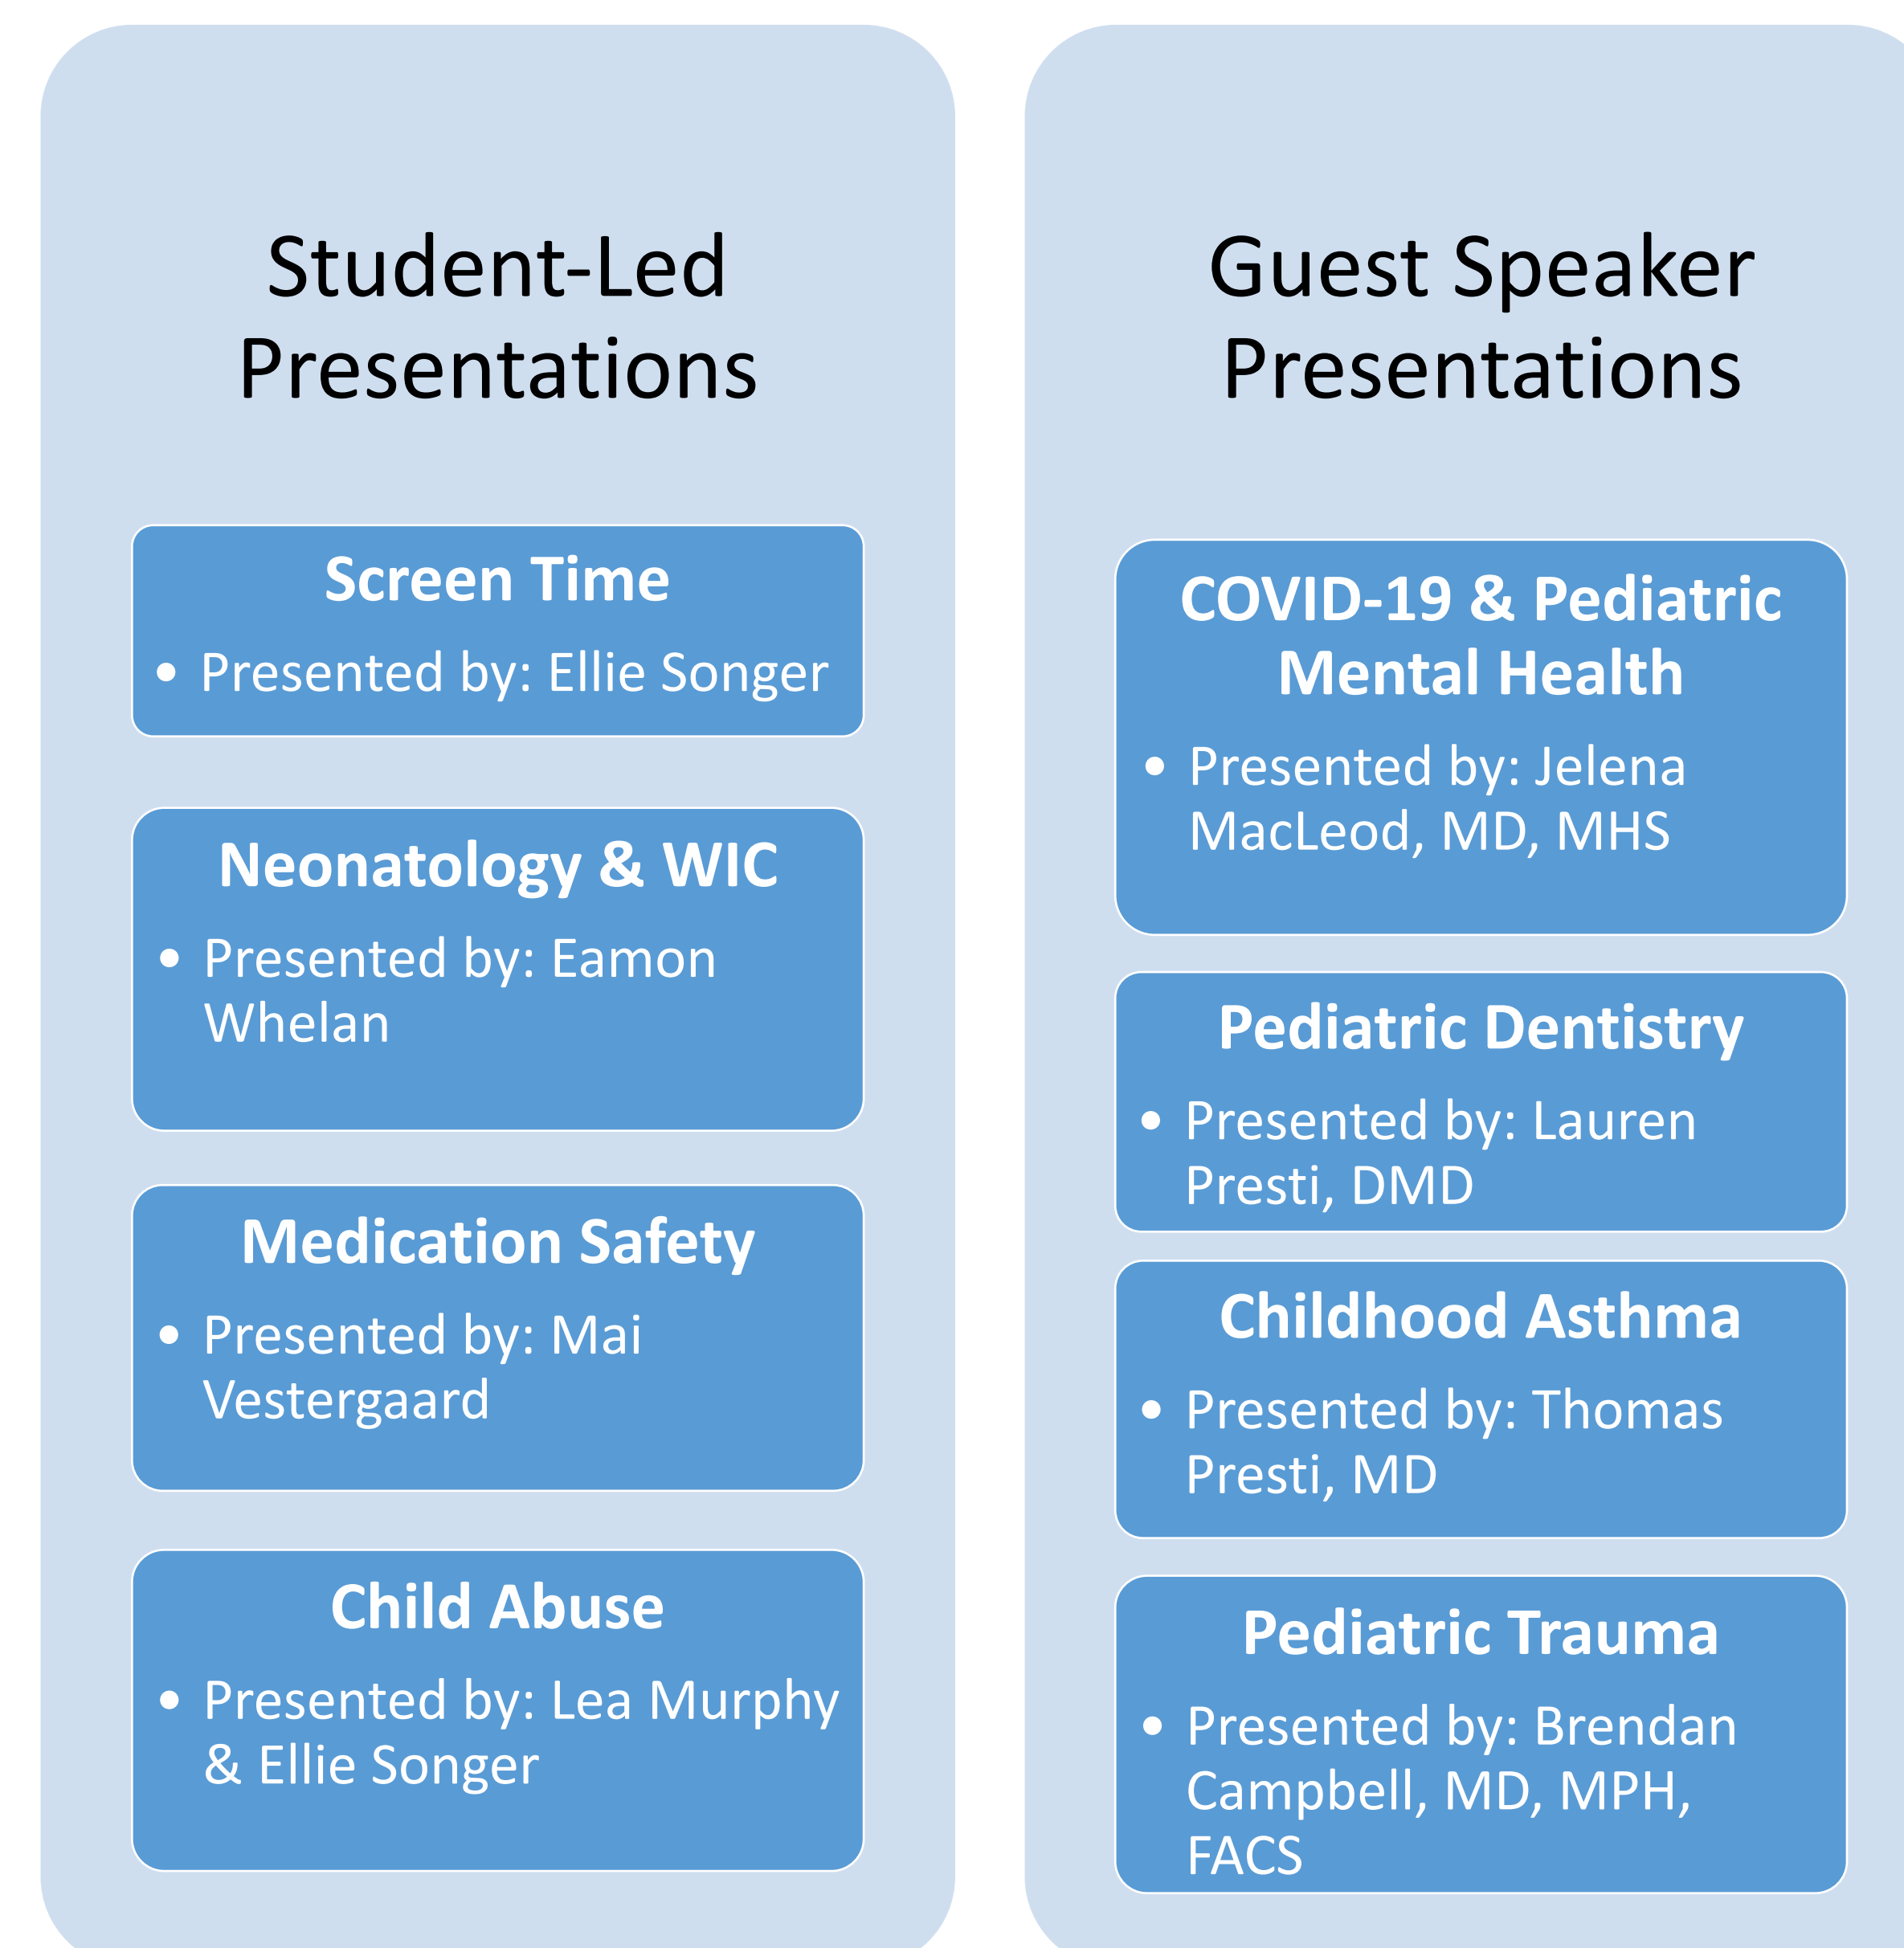 Student-Led
Presentations
Screen Time
• Presented by: Ellie Songer
Neonatology & WIC
• Presented by: Eamon
Whelan
Medication Safety
• Presented by: Mai
Vestergaard
Child Abuse
• Presented by: Lea Murphy
& Ellie Songer
Guest Speaker
Presentations
COVID-19 & Pediatric
Mental Health
• Presented by: Jelena
MacLeod, MD, MHS
Pediatric Dentistry
• Presented by: Lauren
Presti, DMD
Childhood Asthma
• Presented by: Thomas
Presti, MD
Pediatric Trauma
• Presented by: Brendan
Campbell, MD, MPH,
FACS